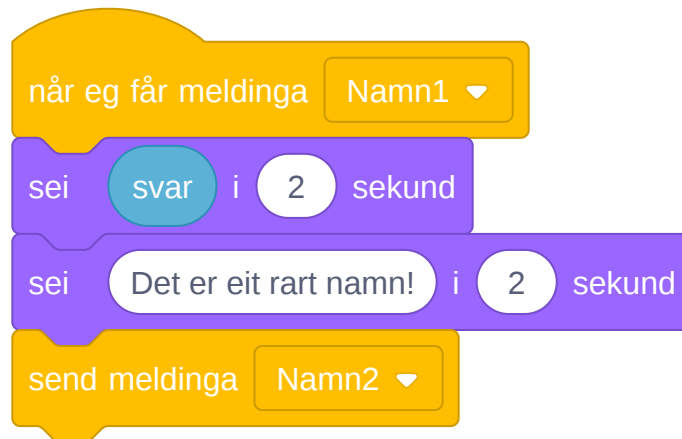 når eg får meldinga Namn1
sei svar i 2 sekund
sei Det er eit rart namn! i 2 sekund
send meldinga Namn2